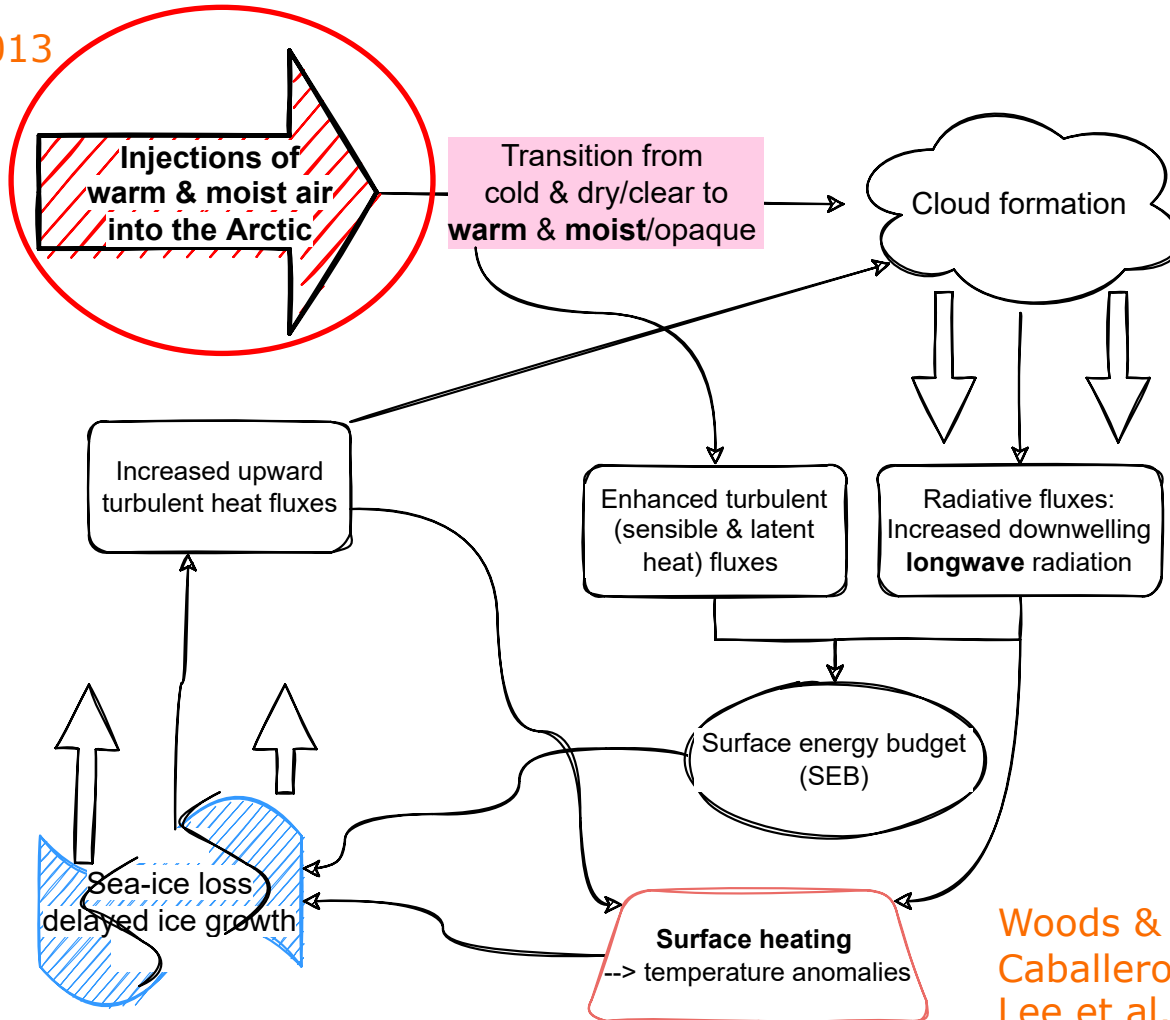 013
Injections of
warm & moist air
into the Arctic
Transition from
cold & dry/clear to
warm & moist/opaque
Cloud formation
Increased upward
turbulent heat fluxes
Enhanced turbulent
(sensible & latent
heat) fluxes
Radiative fluxes:
Increased downwelling
longwave radiation
Surface energy budget
(SEB)
Sea-ice loss
delayed ice growth
Surface heating
--> temperature anomalies
Woods &
Caballero
Lee et al.